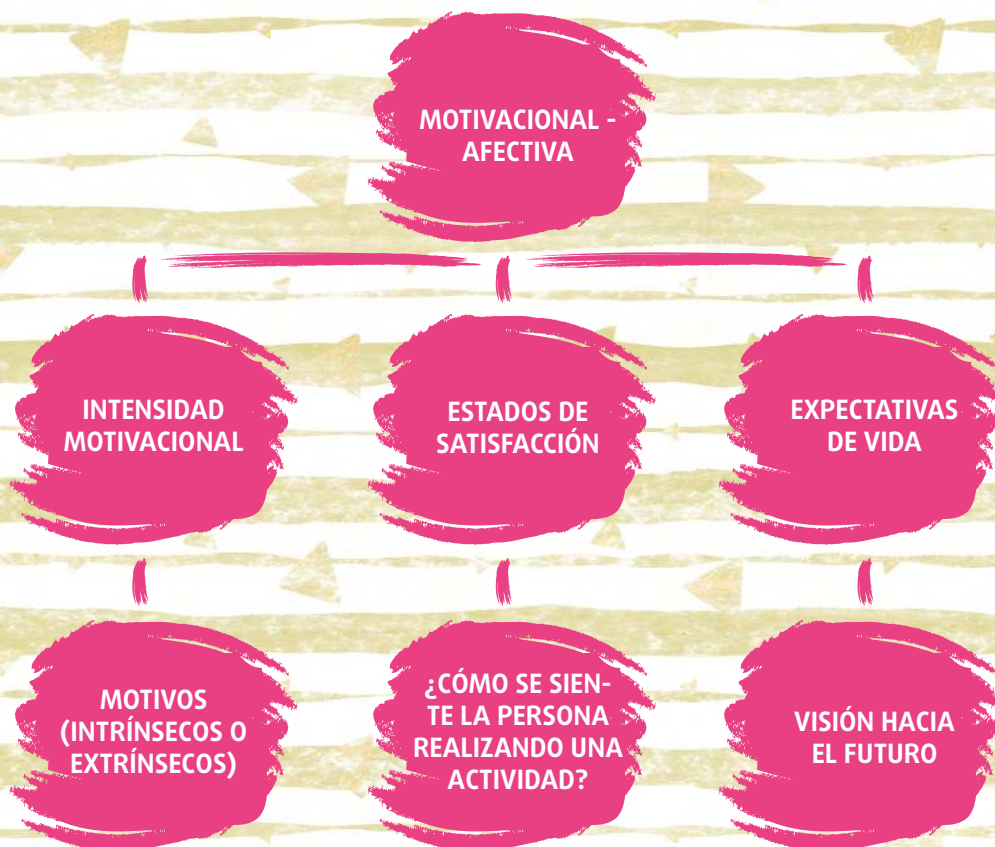 MOTIVACIONAL -
AFECTIVA
INTENSIDAD
MOTIVACIONAL
ESTADOS DE
SATISFACCIÓN
EXPECTATIVAS
DE VIDA
MOTIVOS
(INTRÍNSECOS O
EXTRÍNSECOS)
¿CÓMO SE SIEN-
TE LA PERSONA
REALIZANDO UNA
ACTIVIDAD?
VISIÓN HACIA
EL FUTURO